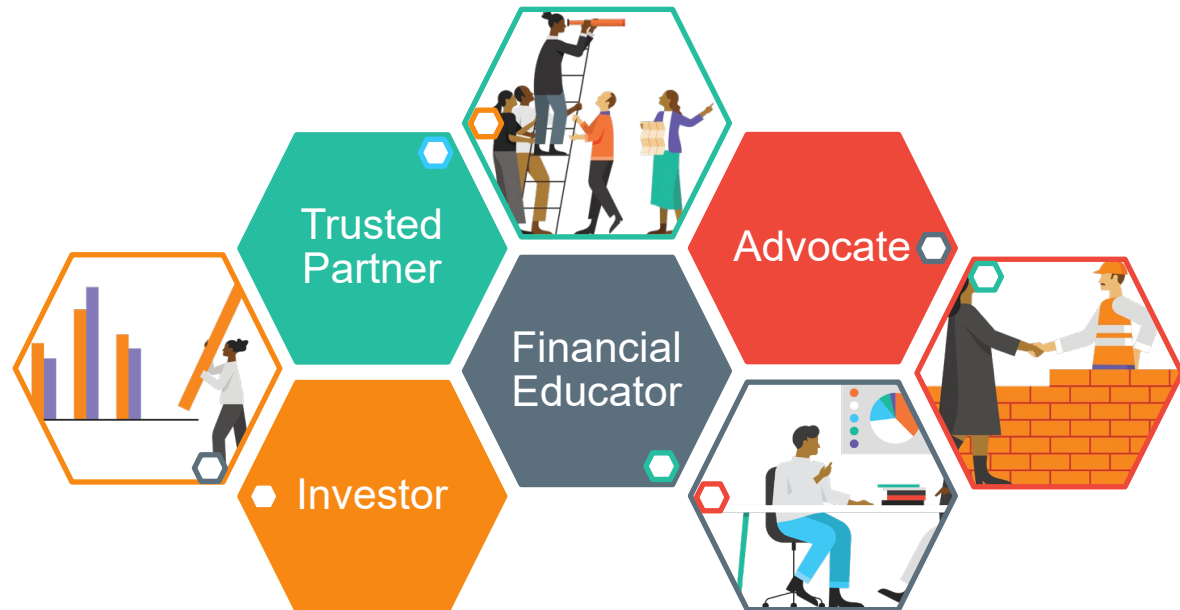 Trusted
Partner
Advocate
Financial
Educator
Investor